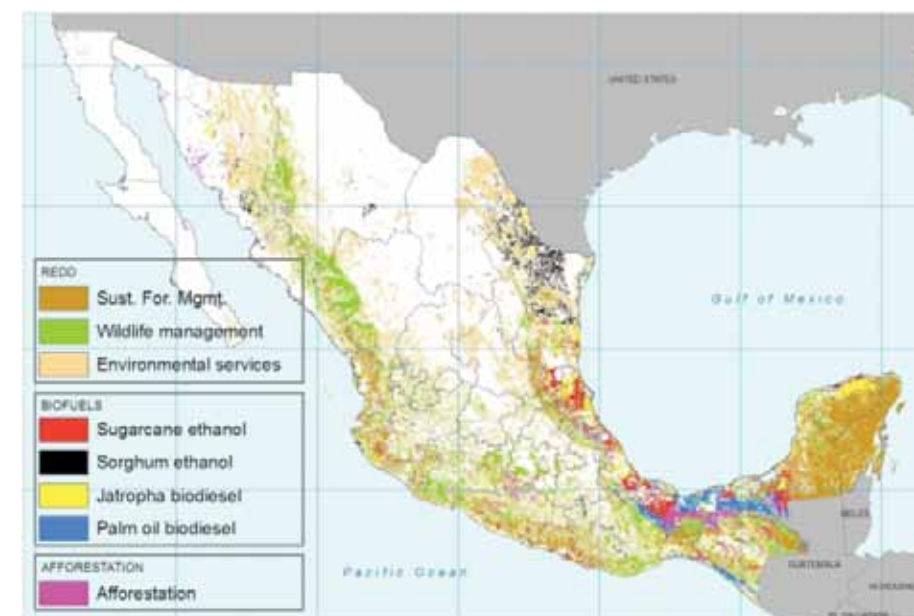 UNITED STATES
REDD
Sust. For. Mgmt.
Wildlife management
Environmental services
Gulf of Mexico
BIOFUELS
Sugarcane ethanol
Sorghum ethanol
Jatropha biodiesel
Palm oil biodiesel
BELIZE
GUATEMALA
AFFORESTATION
Afforestation
Pacific Ocean